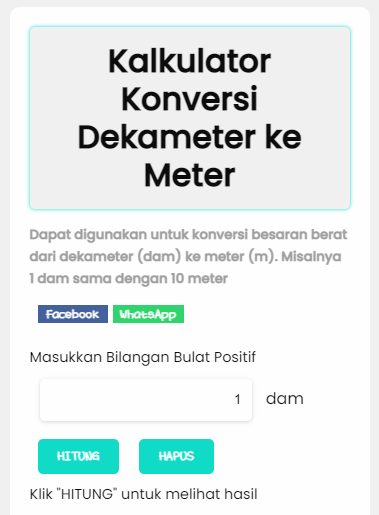 Kalkulator
Konversi
Dekameter ke
Meter
Dapat digunakan untuk konversi besaran berat
dari dekameter (dam) ke meter (m). Misalnya
1 dam sama dengan 10 meter
Facebook WhatsApp
Masukkan Bilangan Bulat Positif
1 dam
HITUNG HAPUS
Klik "HITUNG" untuk melihat hasil